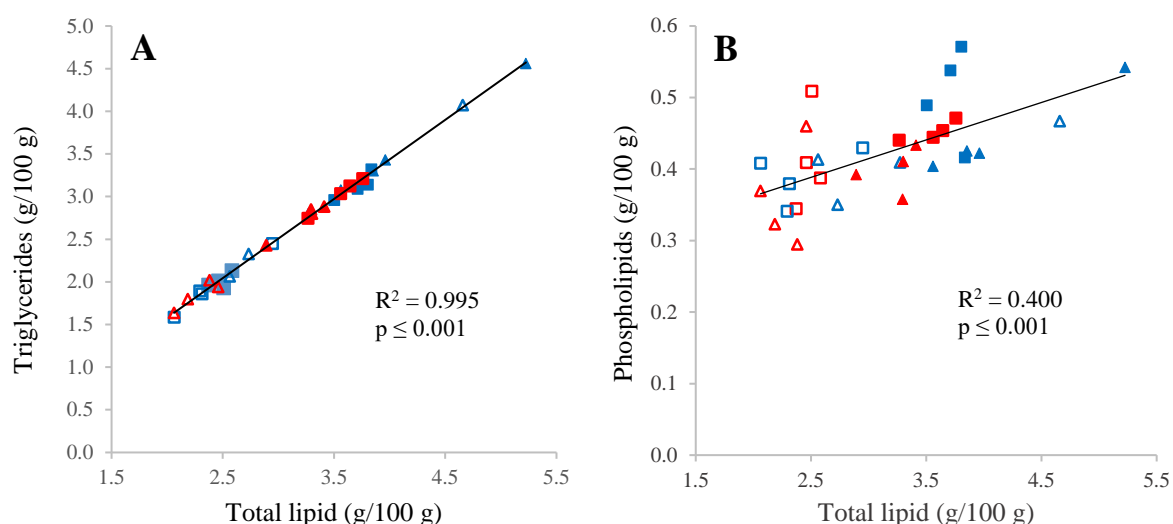 A
Triglycerides (g/100 g)
5.0
4.5
4.0
3.5
3.0
2.5
2.0
1.5
1.0
0.5
0.0
R² = 0.995
p ≤ 0.001
1.5 2.5 3.5 4.5 5.5
Total lipid (g/100 g)
B
Phospholipids (g/100 g)
0.6
0.5
0.4
0.3
0.2
0.1
0.0
R² = 0.400
p ≤ 0.001
1.5 2.5 3.5 4.5 5.5
Total lipid (g/100 g)